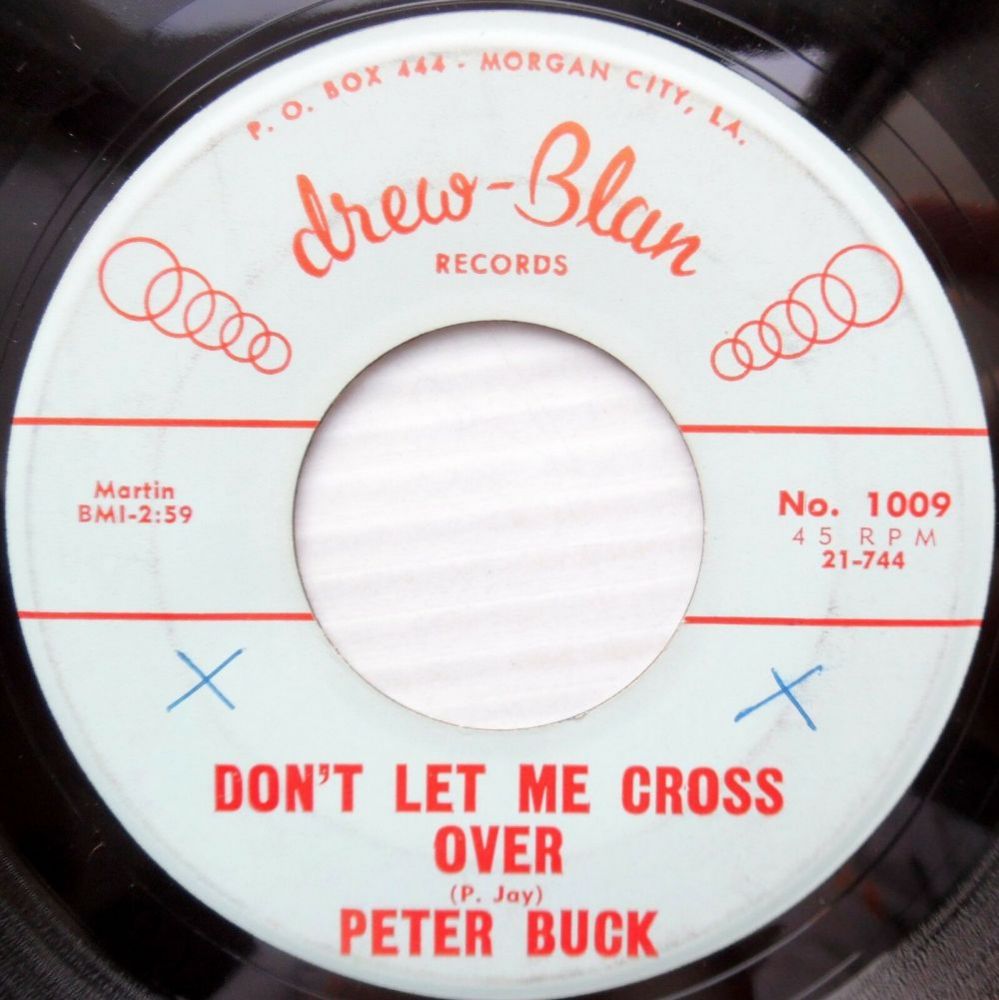 P. O. BOX 444 - MORGAN CITY, LA.
drew-Blan
RECORDS
Martin
BMI-2:59
No. 1009
45 RPM
21-744
DON'T LET ME CROSS
OVER
(P. Jay)
PETER BUCK